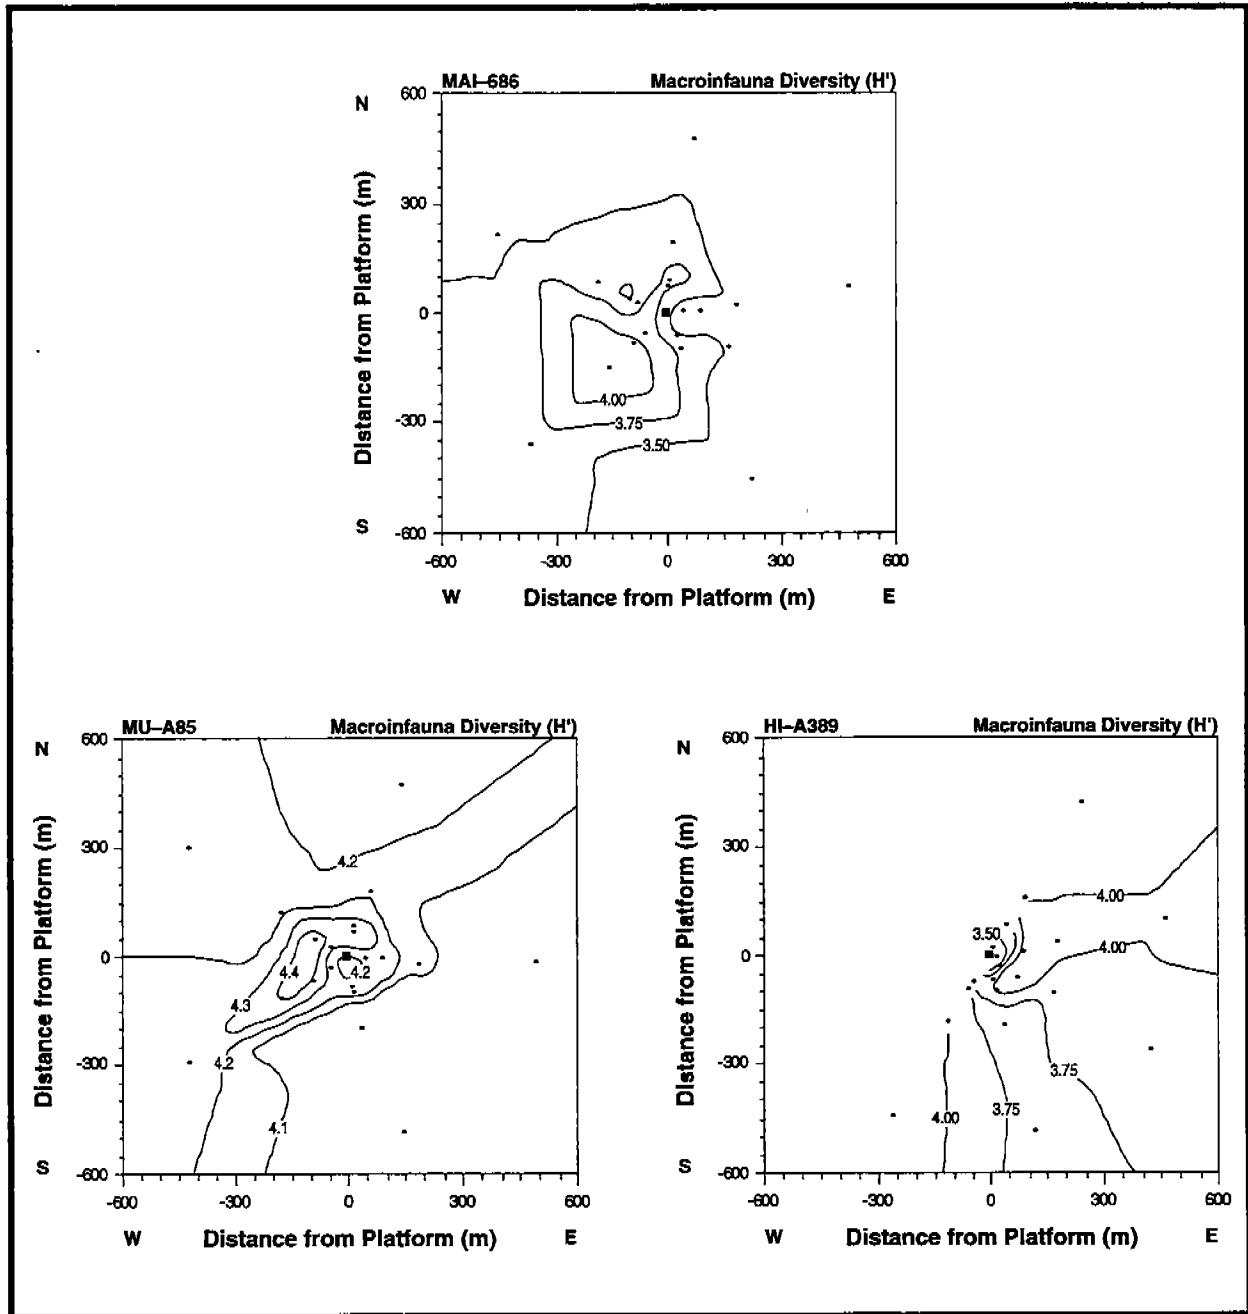 MAI–686 Macroinfauna Diversity (H')
N
600
300
0
-300
-600
S
Distance from Platform (m)
4.00
3.75
3.50
-600 -300 0 300 600
W Distance from Platform (m) E
MU–A85 Macroinfauna Diversity (H')
N
600
300
0
-300
-600
S
Distance from Platform (m)
4.2
4.4
4.2
4.3
4.2
4.1
-600 -300 0 300 600
W Distance from Platform (m) E
HI–A389 Macroinfauna Diversity (H')
N
600
300
0
-300
-600
S
Distance from Platform (m)
4.00
3.50
4.00
3.75
3.75
4.00
-600 -300 0 300 600
W Distance from Platform (m) E